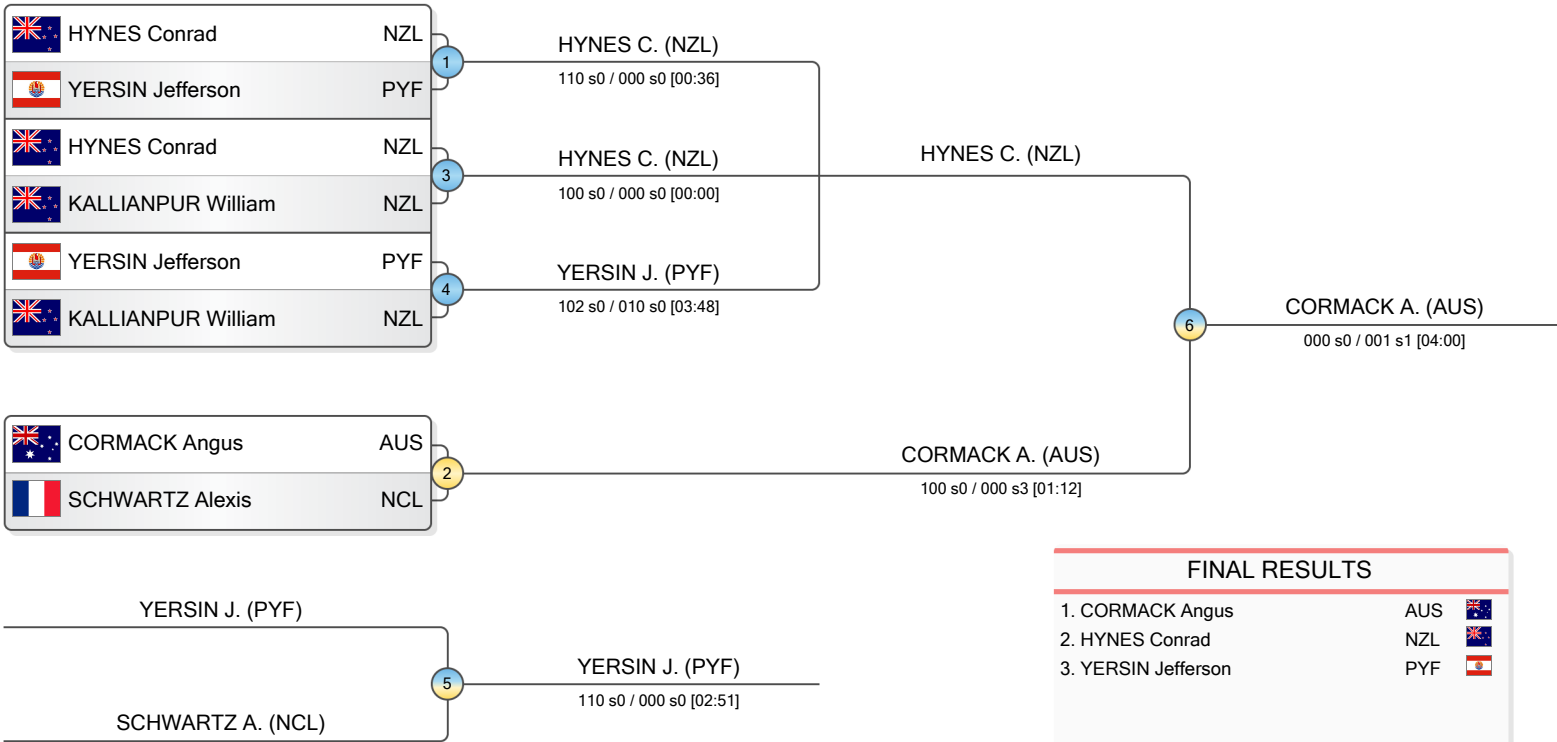 HYNES Conrad NZL
YERSIN Jefferson PYF
1
HYNES C. (NZL)
110 s0 / 000 s0 [00:36]
HYNES Conrad NZL
KALLIANPUR William NZL
3
HYNES C. (NZL)
100 s0 / 000 s0 [00:00]
YERSIN Jefferson PYF
KALLIANPUR William NZL
4
YERSIN J. (PYF)
102 s0 / 010 s0 [03:48]
HYNES C. (NZL)
CORMACK Angus AUS
SCHWARTZ Alexis NCL
2
CORMACK A. (AUS)
100 s0 / 000 s3 [01:12]
6
CORMACK A. (AUS)
000 s0 / 001 s1 [04:00]
YERSIN J. (PYF)
SCHWARTZ A. (NCL)
5
YERSIN J. (PYF)
110 s0 / 000 s0 [02:51]
FINAL RESULTS
1. CORMACK Angus AUS
2. HYNES Conrad NZL
3. YERSIN Jefferson PYF